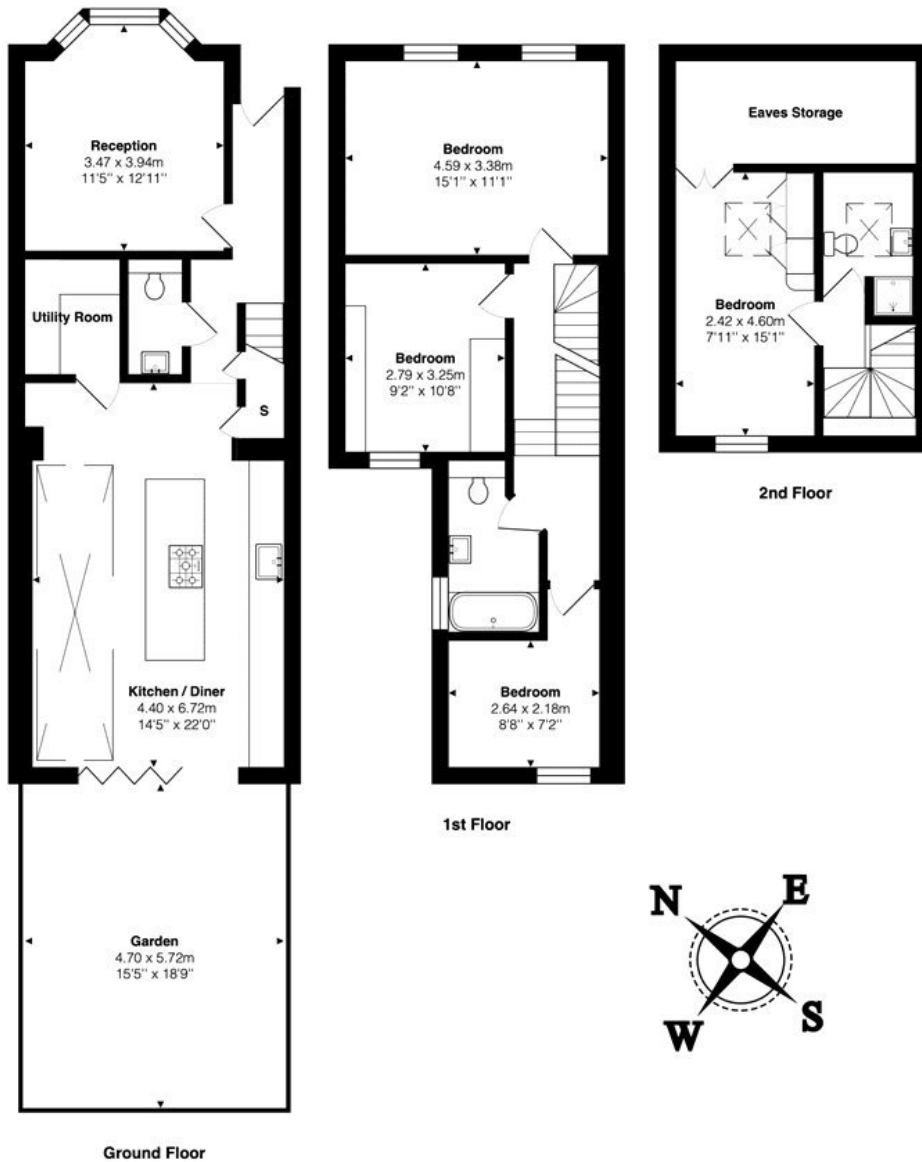 Reception
3.47 x 3.94m
11'5'' x 12'11''
Utility Room
S
Kitchen / Diner
4.40 x 6.72m
14'5'' x 22'0''
Garden
4.70 x 5.72m
15'5'' x 18'9''
Ground Floor
Bedroom
4.59 x 3.38m
15'1'' x 11'1''
Bedroom
2.79 x 3.25m
9'2'' x 10'8''
Bedroom
2.64 x 2.18m
8'8'' x 7'2''
1st Floor
Eaves Storage
Bedroom
2.42 x 4.60m
7'11'' x 15'1''
2nd Floor
N
E
W
S